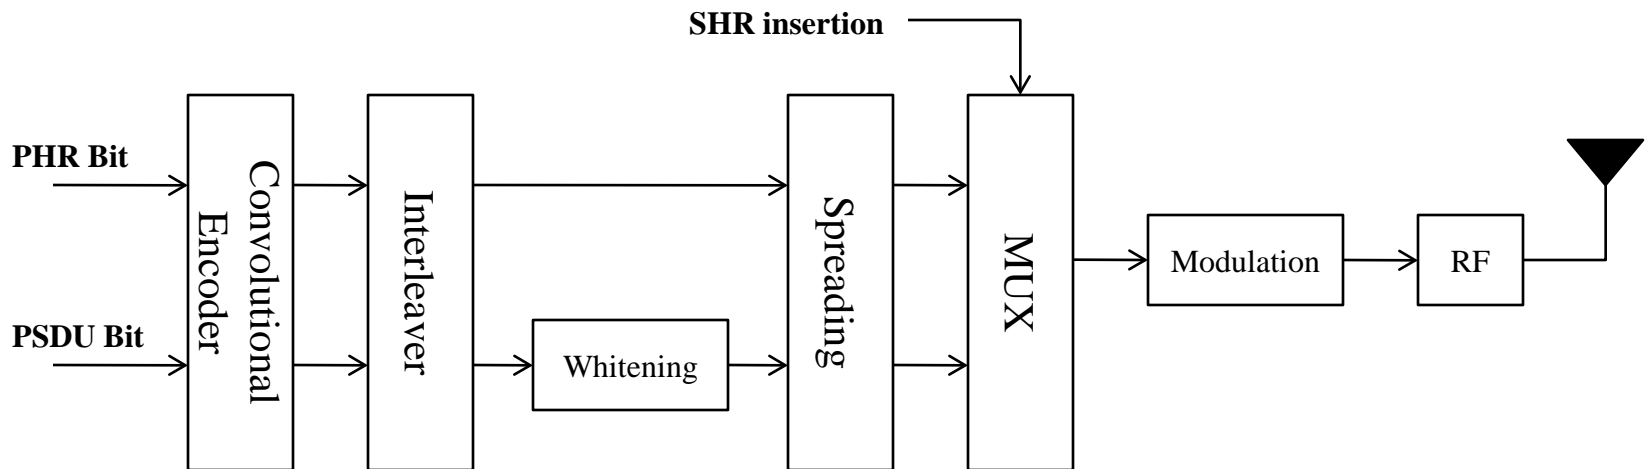 SHR insertion
PHR Bit
PSDU Bit
Convolutional
Encoder
Interleaver
Whitening
Spreading
MUX
Modulation
RF